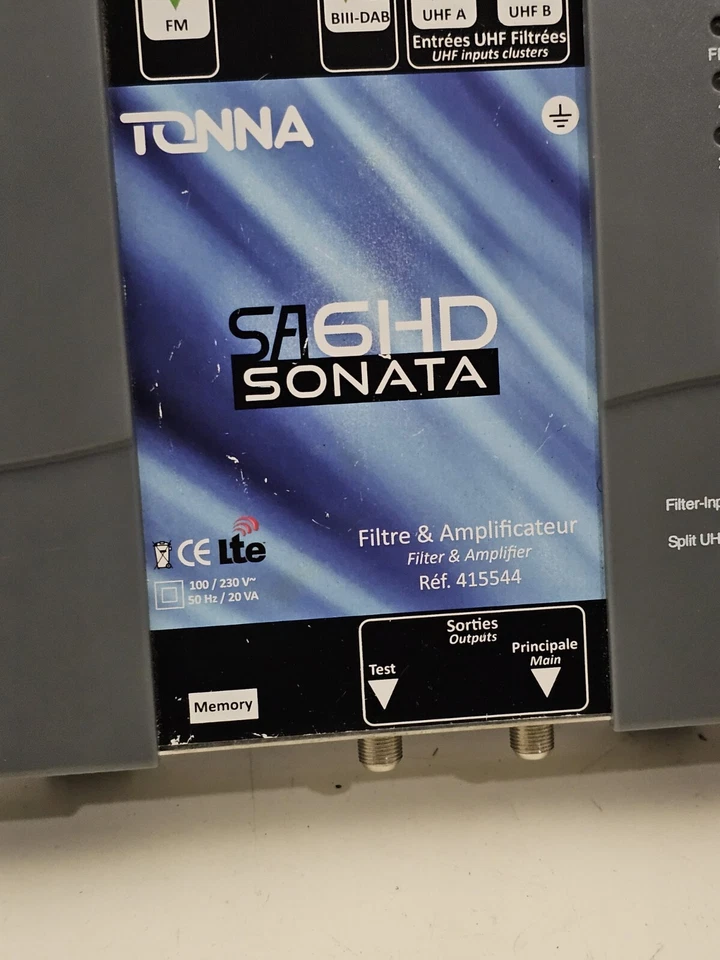 FM
BIII-DAB
UHF A
UHF B
Entrées UHF Filtrées
UHF inputs clusters
TONNA
SA6HD
SONATA
Lte
CE
100 / 230 V~
50 Hz / 20 VA
Filtre & Amplificateur
Filter & Amplifier
Réf. 415544
Sorties
Outputs
Test
Principale
Main
Memory
Filter-Inp
Split UH